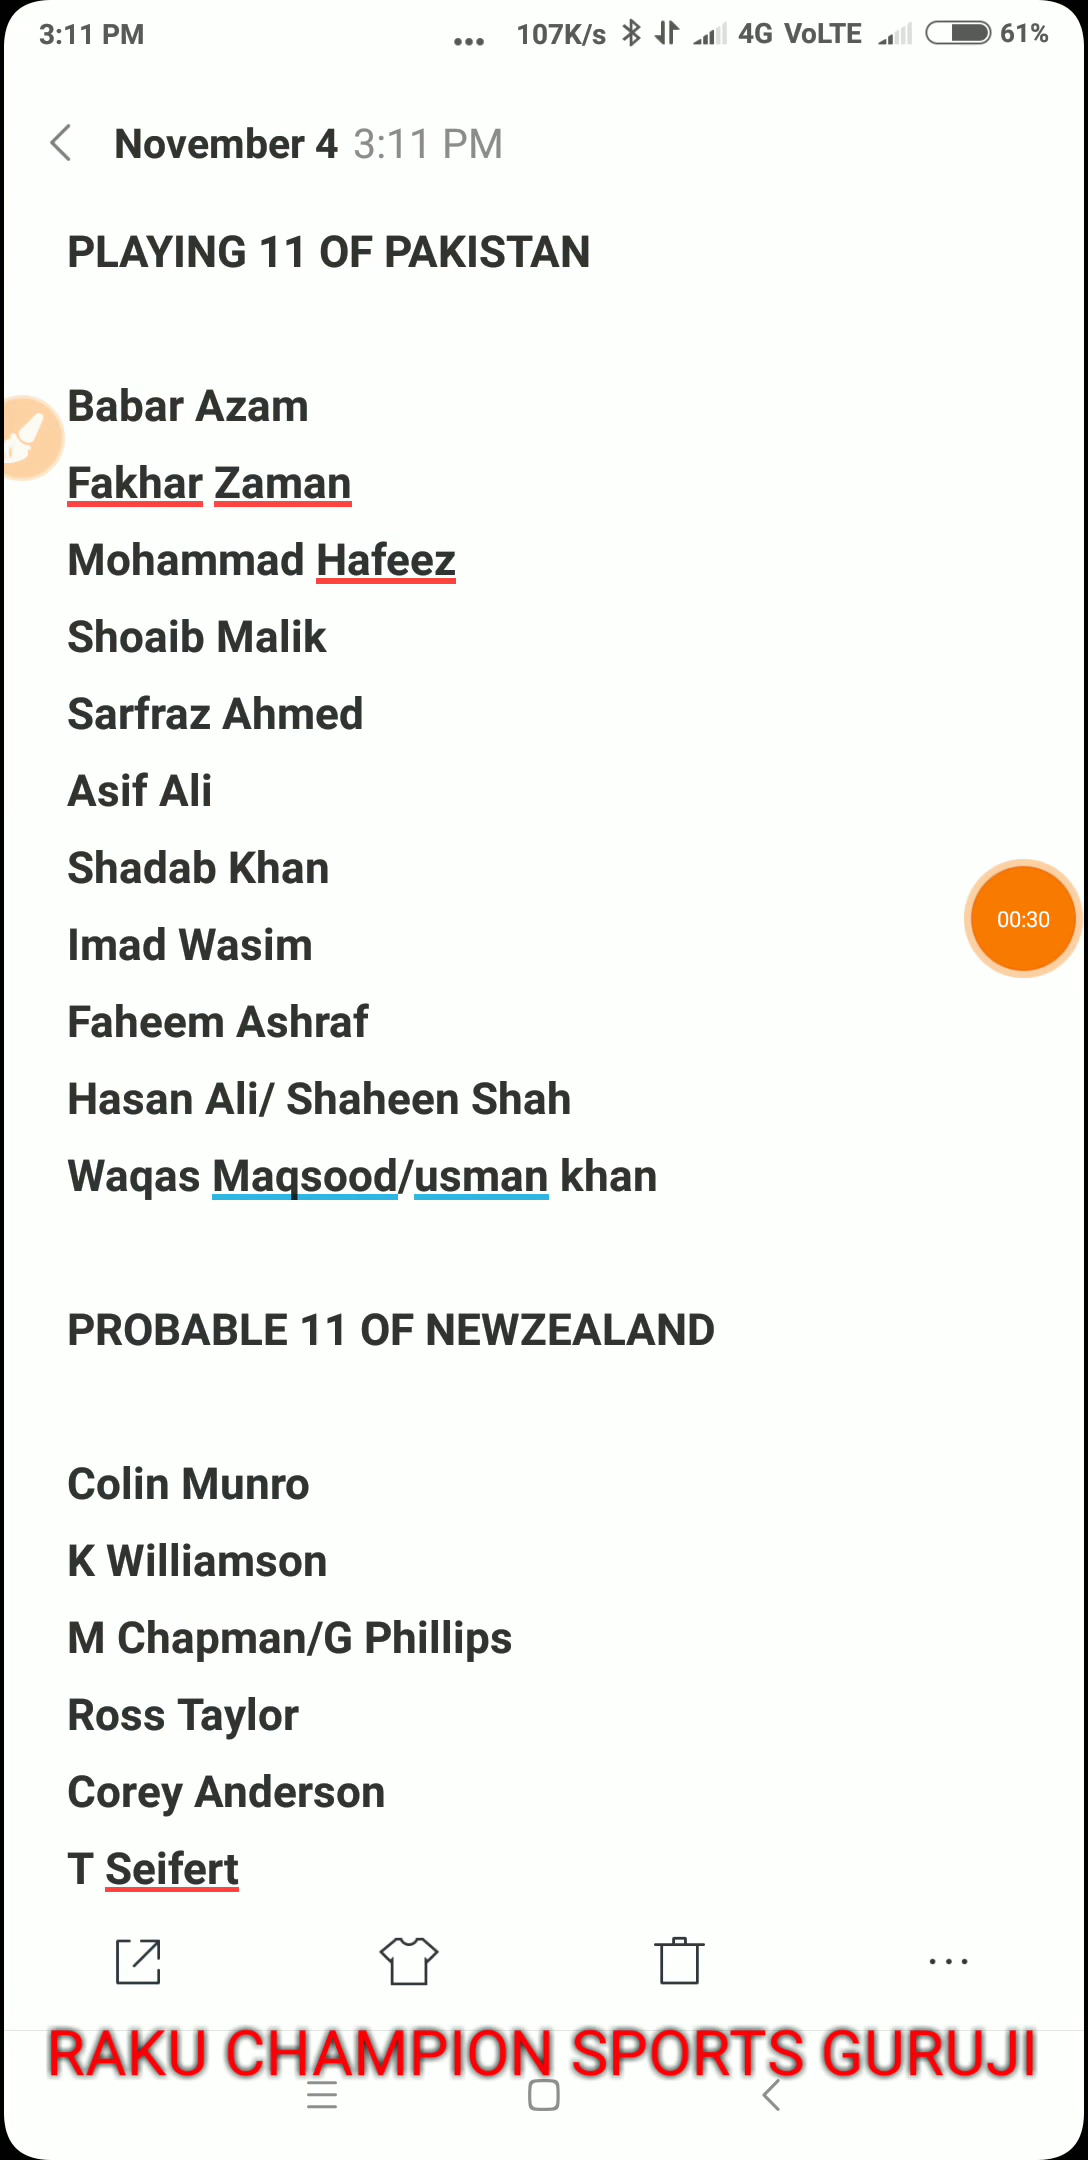 3:11 PM ... 107K/s 4G VoLTE 61%
November 4 3:11 PM
PLAYING 11 OF PAKISTAN
Babar Azam
Fakhar Zaman
Mohammad Hafeez
Shoaib Malik
Sarfraz Ahmed
Asif Ali
Shadab Khan
00:30
Imad Wasim
Faheem Ashraf
Hasan Ali/ Shaheen Shah
Waqas Maqsood/usman khan
PROBABLE 11 OF NEWZEALAND
Colin Munro
K Williamson
M Chapman/G Phillips
Ross Taylor
Corey Anderson
T Seifert
RAKU CHAMPION SPORTS GURUJI